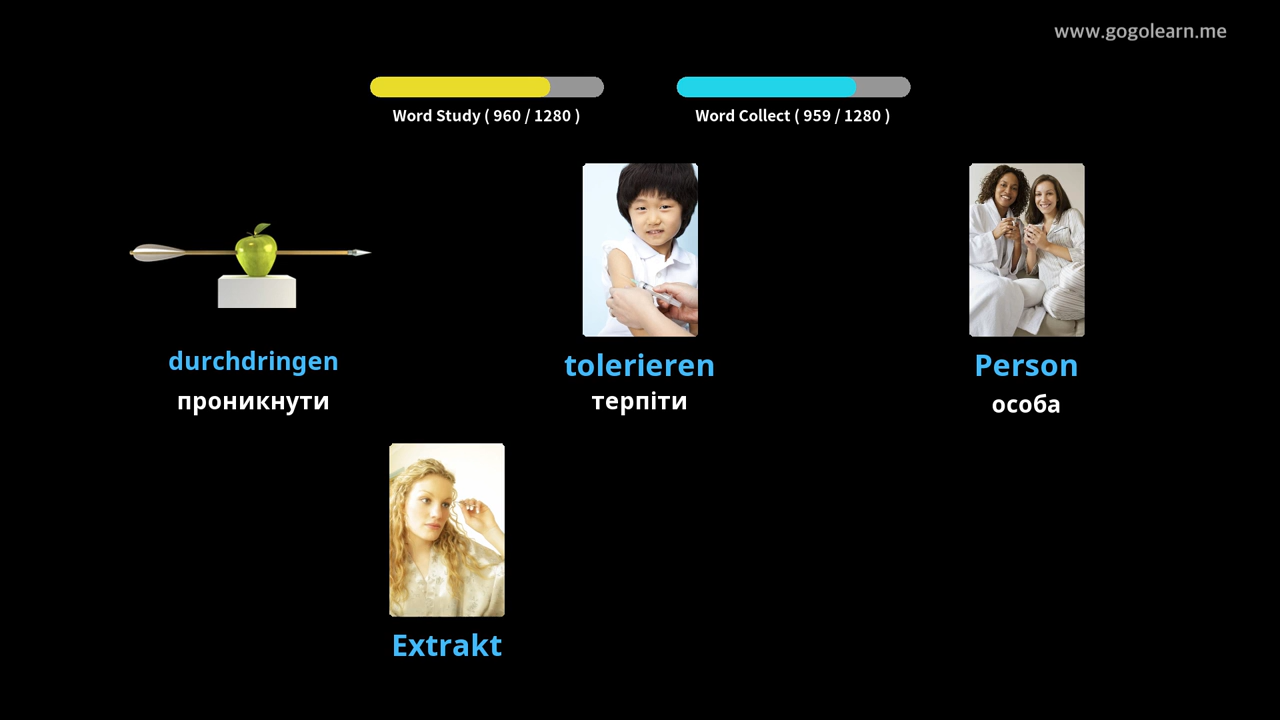 www.gogolearn.me
Word Study ( 960 / 1280 )
Word Collect ( 959 / 1280 )
durchdringen
проникнути
tolerieren
терпіти
Person
особа
Extrakt